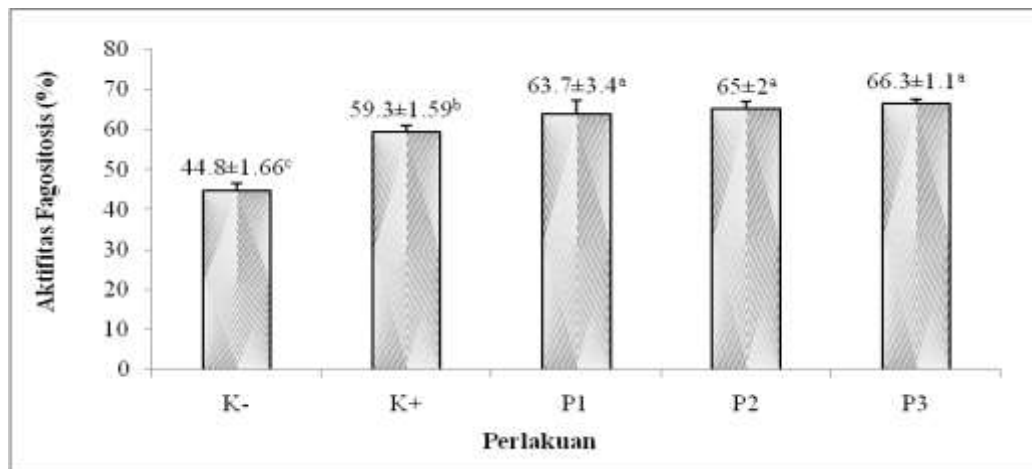 Aktifitas Fagositosis (%)
80
70
60
50
40
30
20
10
0
44.8±1.66ᶜ
59.3±1.59ᵇ
63.7±3.4ᵃ
65±2ᵃ
66.3±1.1ᵃ
K-
K+
P1
P2
P3
Perlakuan